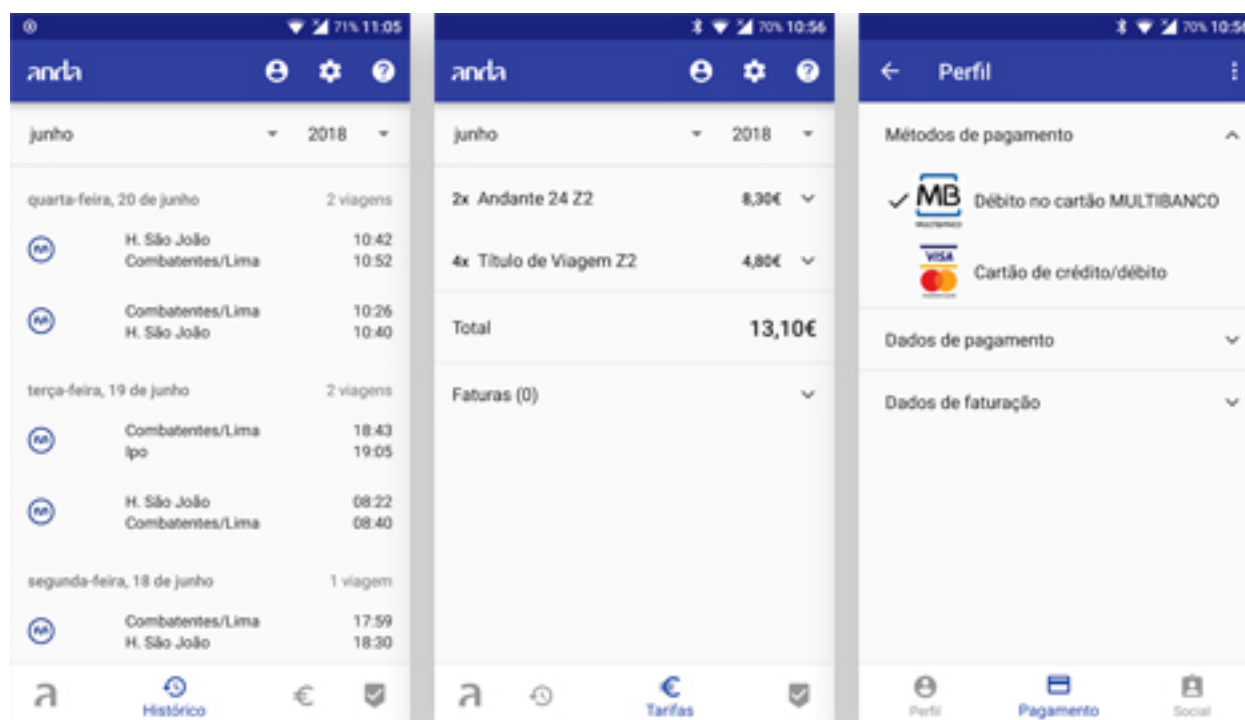 71% 11:05
anda
junho 2018
quarta-feira, 20 de junho 2 viagens
H. São João 10:42
Combatentes/Lima 10:52
Combatentes/Lima 10:26
H. São João 10:40
terça-feira, 19 de junho 2 viagens
Combatentes/Lima 18:43
Ipo 19:05
H. São João 08:22
Combatentes/Lima 08:40
segunda-feira, 18 de junho 1 viagem
Combatentes/Lima 17:59
H. São João 18:30
a € 
Histórico
70% 10:56
anda
junho 2018
2x Andante 24 Z2 8,30€
4x Título de Viagem Z2 4,80€
Total 13,10€
Faturas (0)
a €
Tarifas
70% 10:56
Perfil
Métodos de pagamento
MB
MULTIBANCO
Débito no cartão MULTIBANCO
VISA
Cartão de crédito/débito
Dados de pagamento
Dados de faturação
Perfil Pagamento Social